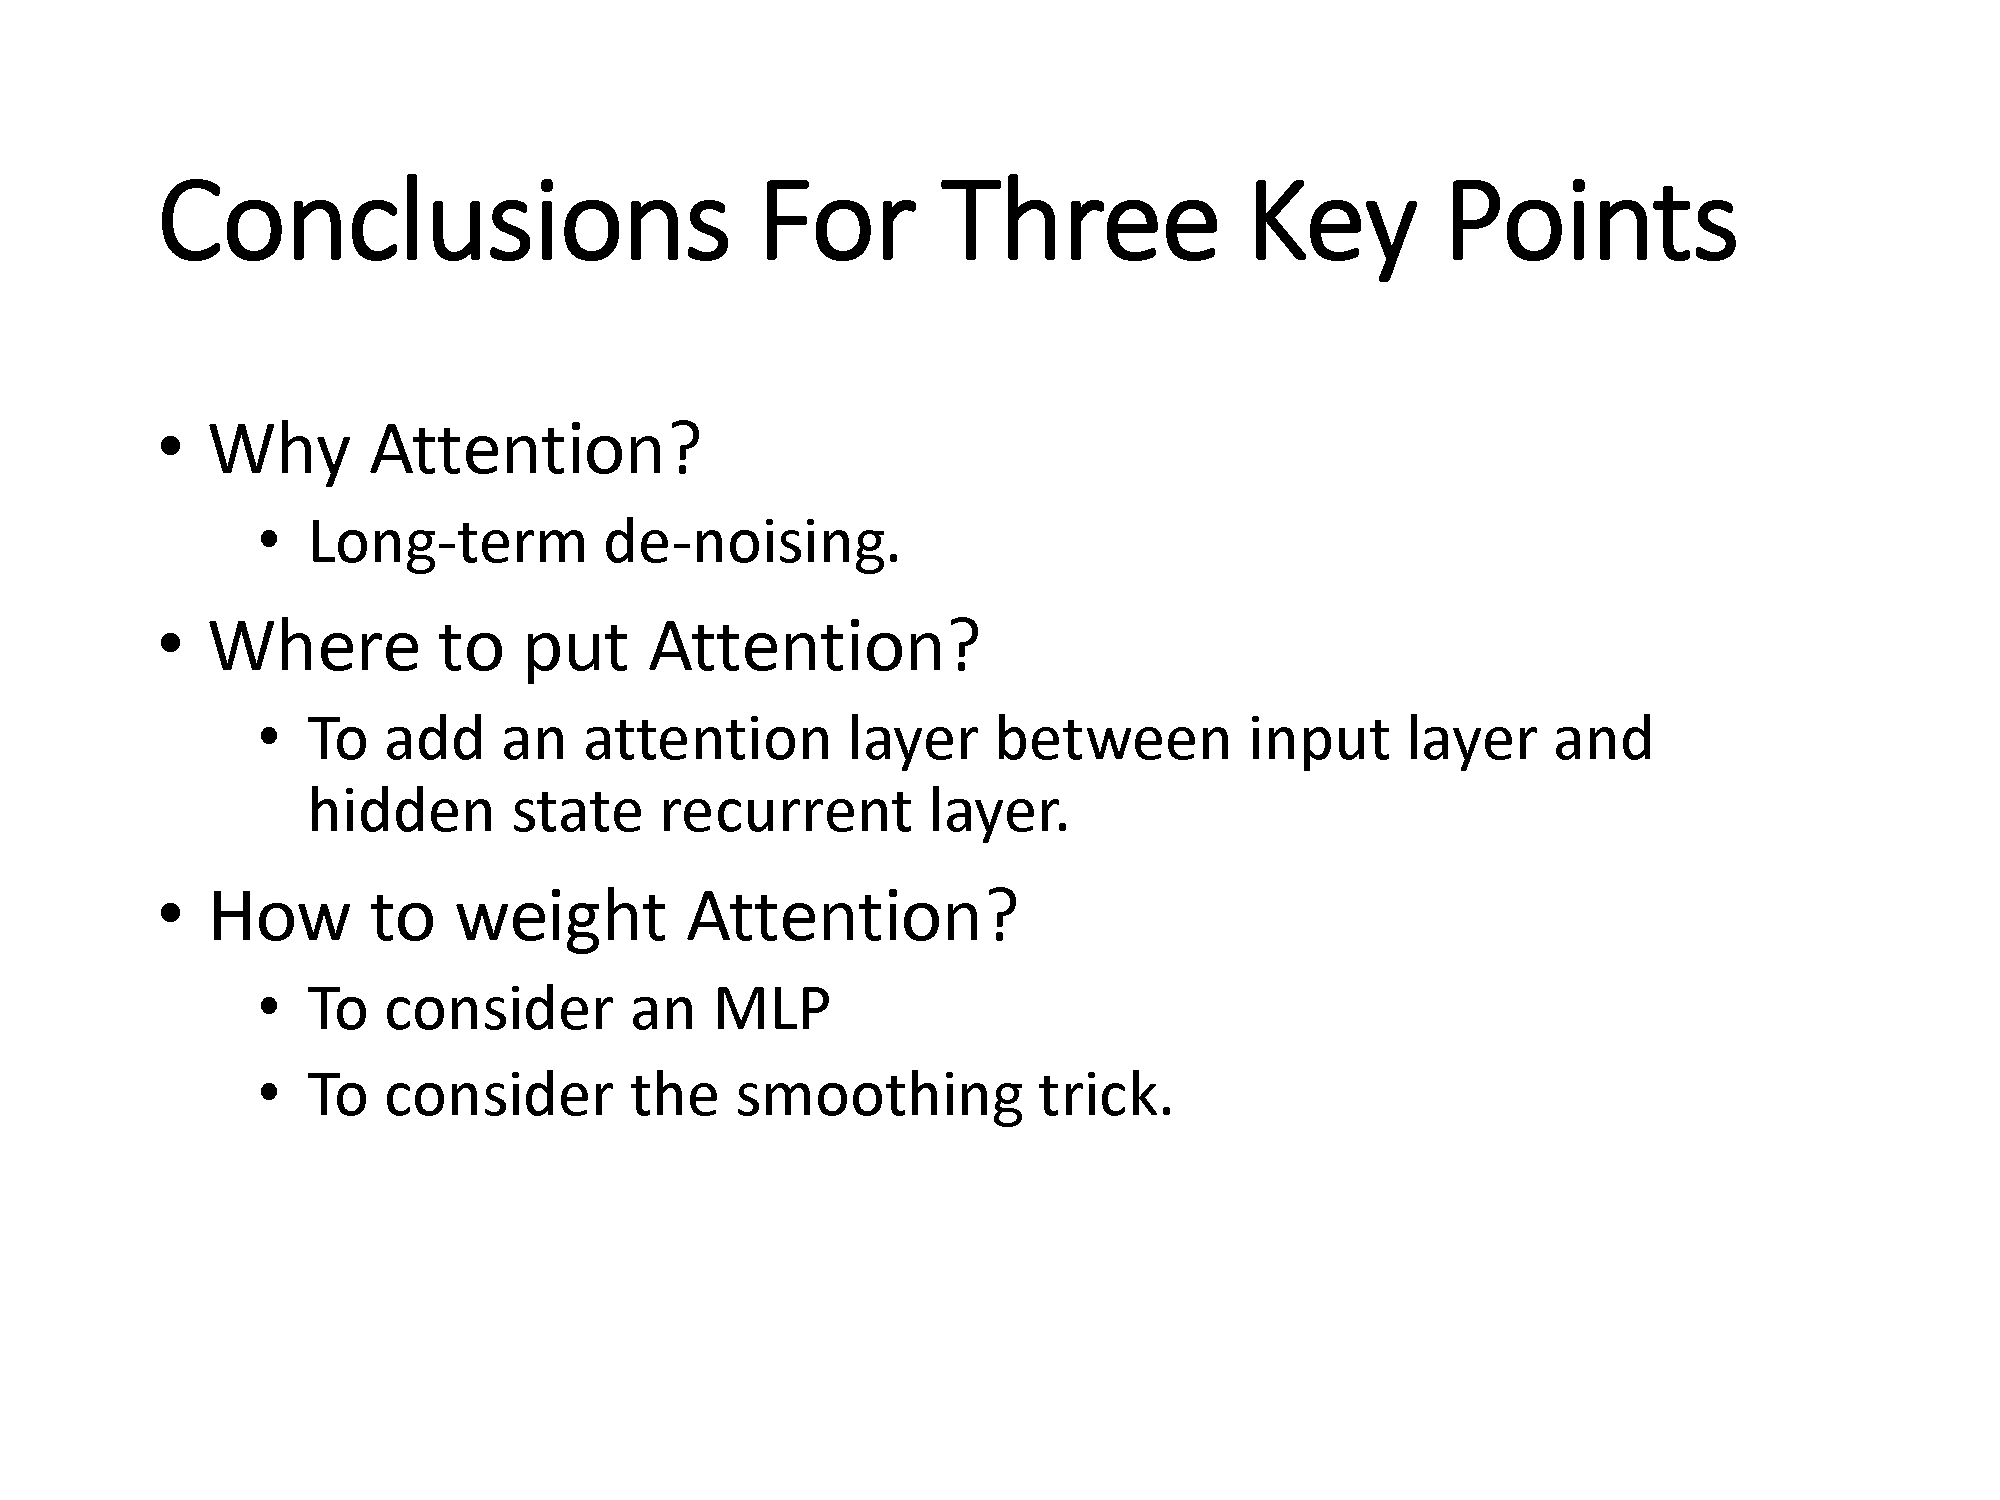 Conclusions For Three Key Points
• Why Attention?
• Long-term de-noising.
• Where to put Attention?
• To add an attention layer between input layer and
hidden state recurrent layer.
• How to weight Attention?
• To consider an MLP
• To consider the smoothing trick.